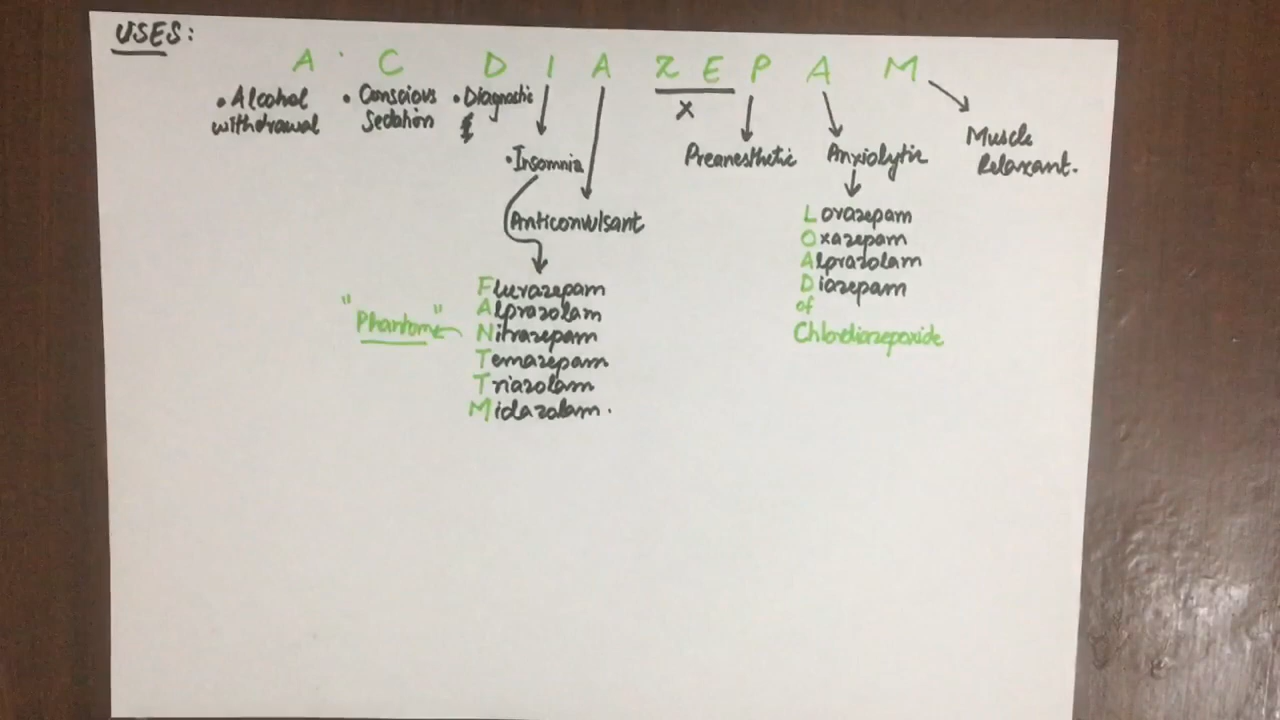 USES:
A C D I A Z E P A M
• Alcohol withdrawal
• Conscious Sedation
• Diagnostic
• Insomnia
Anticonvulsant
x
Preanesthetic
Anxiolytic
Muscle Relaxant.
Flurazepam
Alprazolam
Nitrazepam
Temazepam
Triazolam
Midazolam.
"Phantom"
Lorazepam
Oxazepam
Alprazolam
Diazepam
of
Chlordiazepoxide